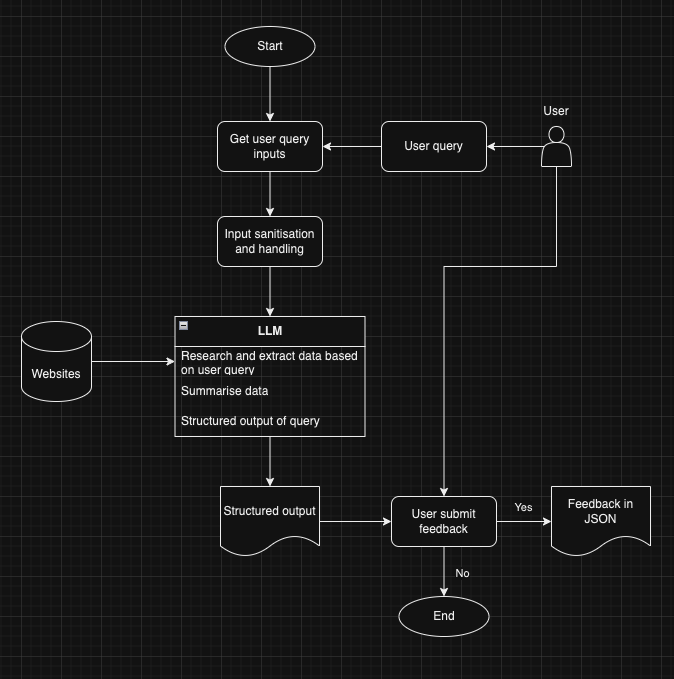 Start
User
Get user query
inputs
User query
Input sanitisation
and handling
LLM
Research and extract data based
on user query
Summarise data
Structured output of query
Websites
Structured output
User submit
feedback
Yes
Feedback in
JSON
No
End